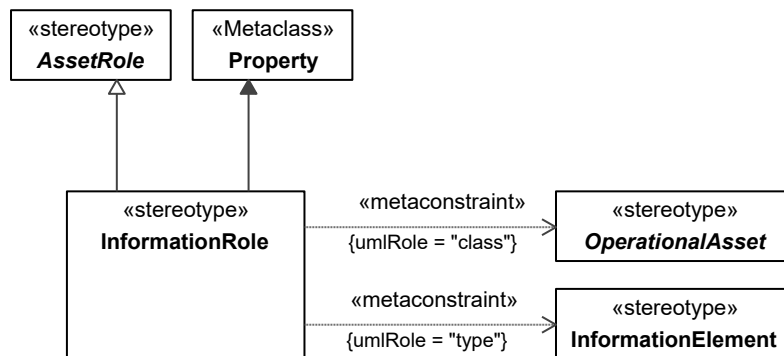 «stereotype»
AssetRole
«Metaclass»
Property
«stereotype»
InformationRole
«metaconstraint»
{umlRole = "class"}
«stereotype»
OperationalAsset
«metaconstraint»
{umlRole = "type"}
«stereotype»
InformationElement